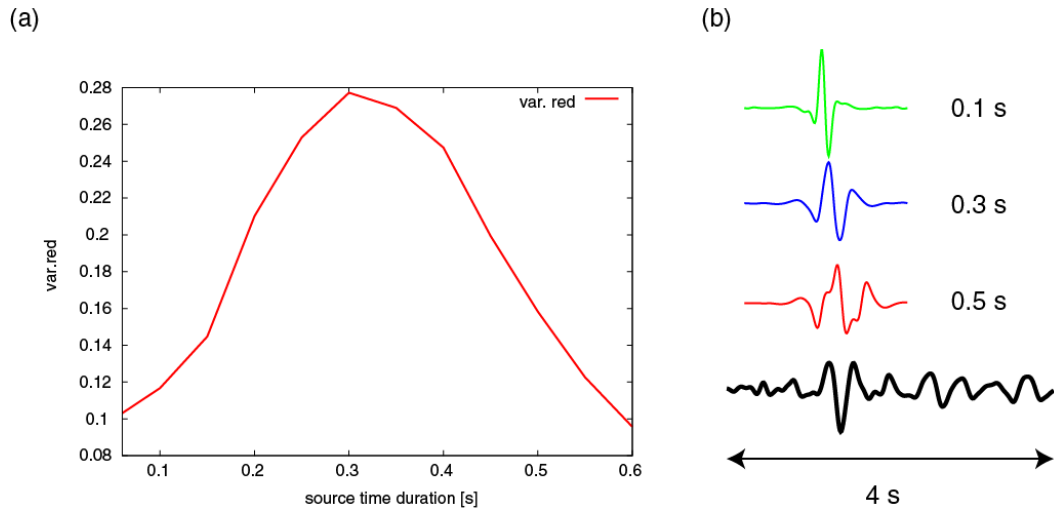 (a)
0.28
0.26
0.24
0.22
0.2
0.18
0.16
0.14
0.12
0.1
0.08
var.red
var. red
0.1 0.2 0.3 0.4 0.5 0.6
source time duration [s]
(b)
0.1 s
0.3 s
0.5 s
4 s